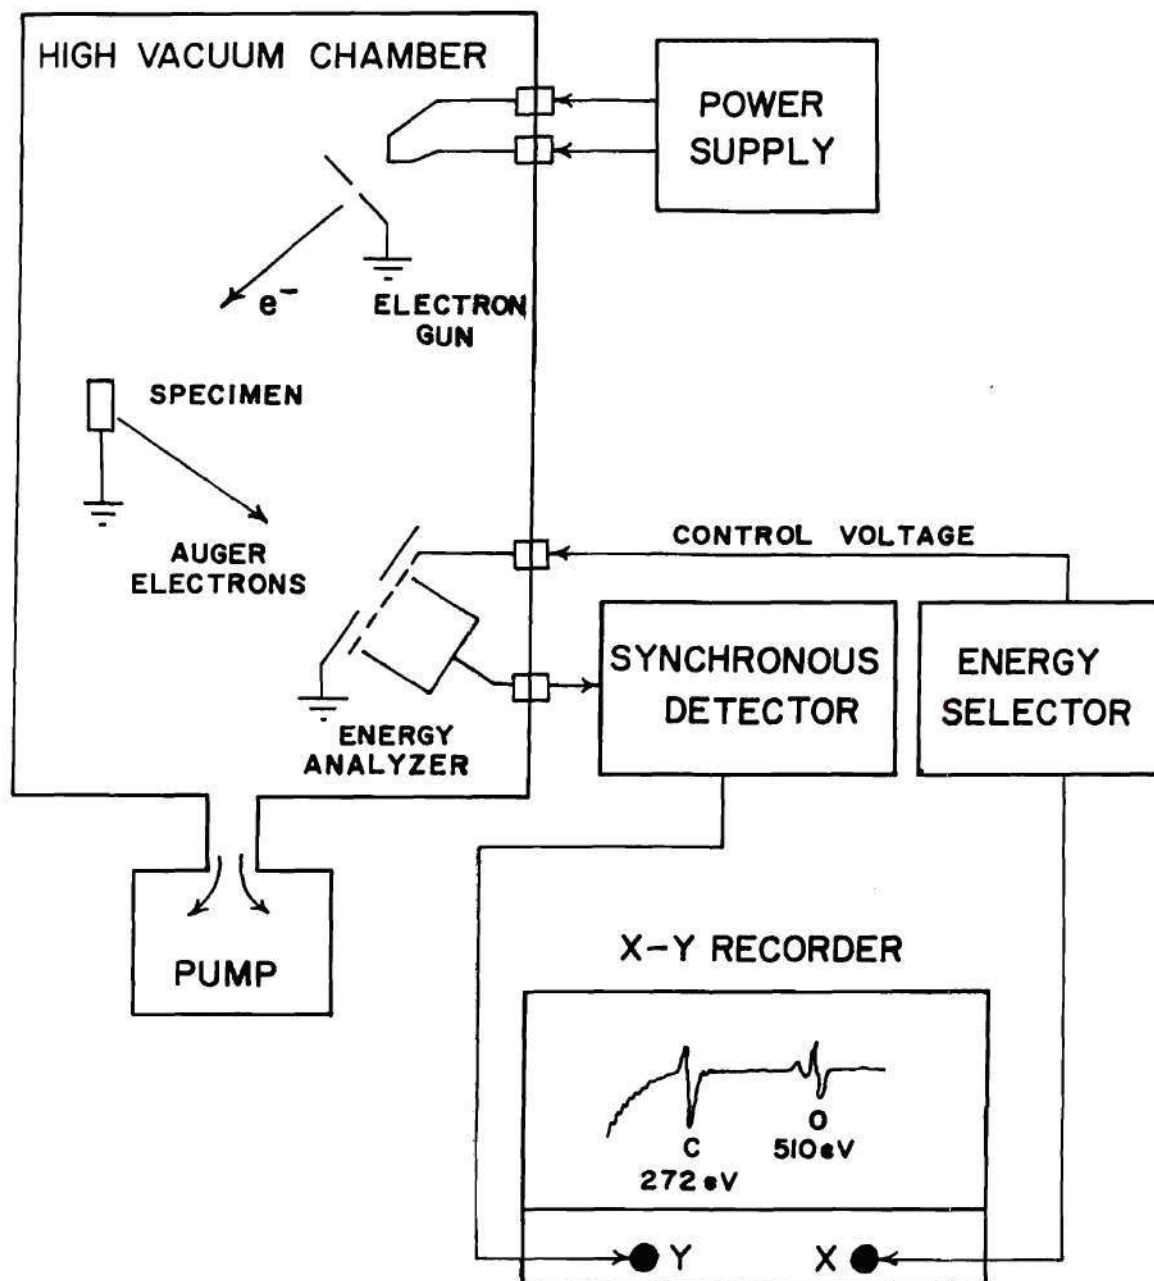 HIGH VACUUM CHAMBER
POWER
SUPPLY
e⁻
ELECTRON
GUN
SPECIMEN
AUGER
ELECTRONS
CONTROL VOLTAGE
SYNCHRONOUS
DETECTOR
ENERGY
SELECTOR
ENERGY
ANALYZER
PUMP
X-Y RECORDER
C
272 eV
O
510 eV
Y
X